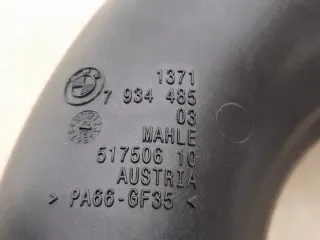 1371
7 934 485
03
MAHLE
517506 10
AUSTRIA
> PA66-GF35 <